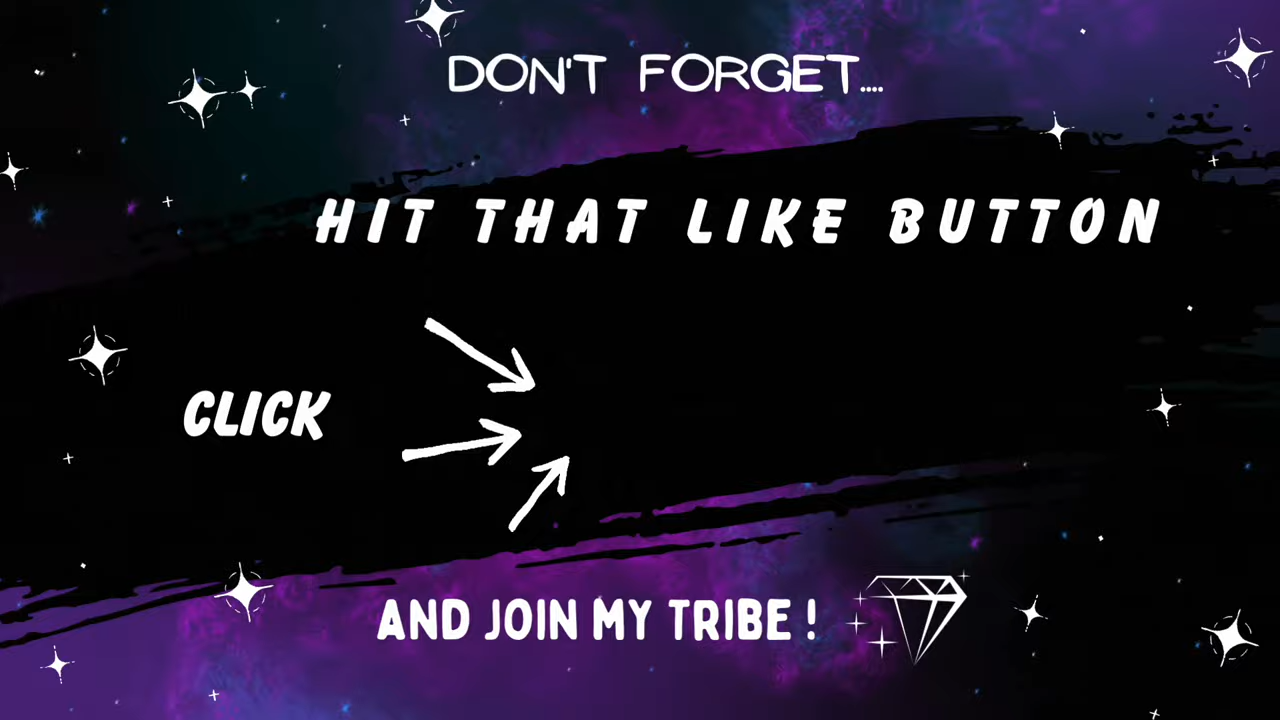 DON'T FORGET....
HIT THAT LIKE BUTTON
CLICK
AND JOIN MY TRIBE !